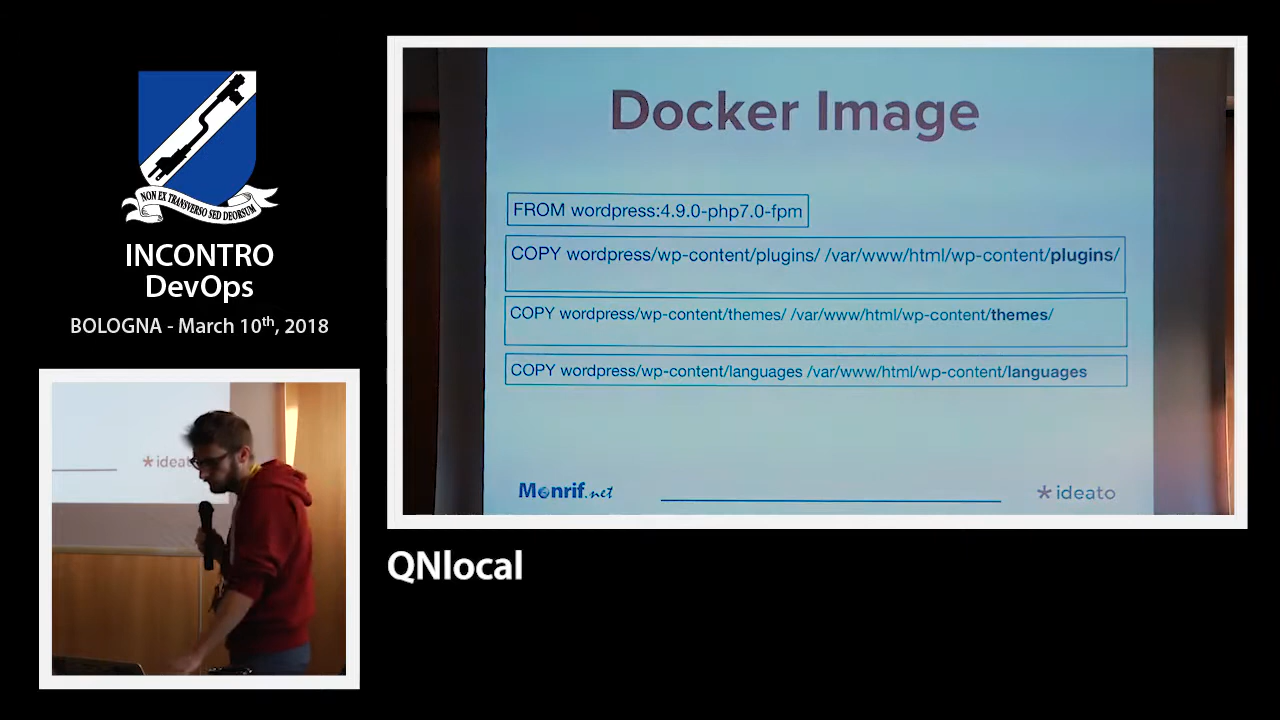 NON EX TRANSVERSO SED DEORSUM
INCONTRO
DevOps
BOLOGNA - March 10th, 2018
Docker Image
FROM wordpress:4.9.0-php7.0-fpm
COPY wordpress/wp-content/plugins/ /var/www/html/wp-content/plugins/
COPY wordpress/wp-content/themes/ /var/www/html/wp-content/themes/
COPY wordpress/wp-content/languages /var/www/html/wp-content/languages
Monrif.net
*ideato
*ideato
QNlocal